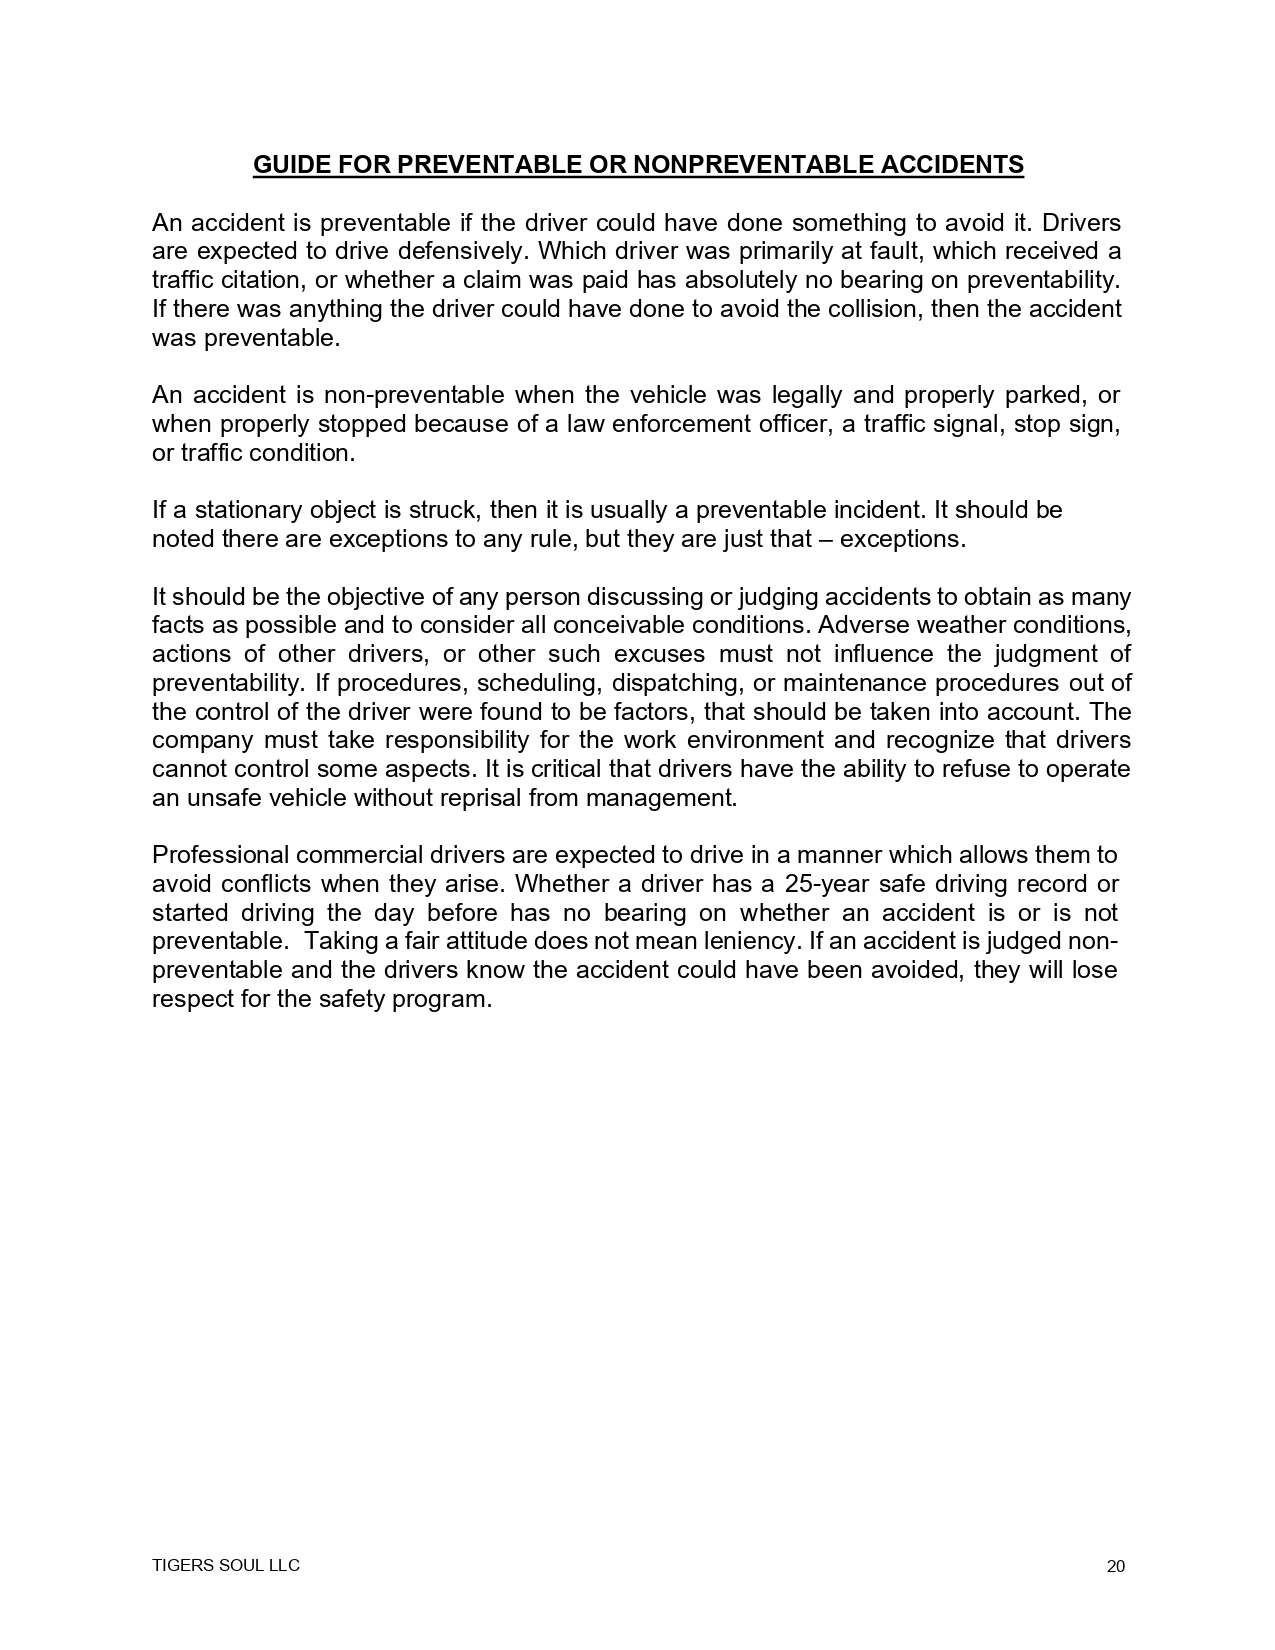 GUIDE FOR PREVENTABLE OR NONPREVENTABLE ACCIDENTS
An accident is preventable if the driver could have done something to avoid it. Drivers
are expected to drive defensively. Which driver was primarily at fault, which received a
traffic citation, or whether a claim was paid has absolutely no bearing on preventability.
If there was anything the driver could have done to avoid the collision, then the accident
was preventable.
An accident is non-preventable when the vehicle was legally and properly parked, or
when properly stopped because of a law enforcement officer, a traffic signal, stop sign,
or traffic condition.
If a stationary object is struck, then it is usually a preventable incident. It should be
noted there are exceptions to any rule, but they are just that – exceptions.
It should be the objective of any person discussing or judging accidents to obtain as many
facts as possible and to consider all conceivable conditions. Adverse weather conditions,
actions of other drivers, or other such excuses must not influence the judgment of
preventability. If procedures, scheduling, dispatching, or maintenance procedures out of
the control of the driver were found to be factors, that should be taken into account. The
company must take responsibility for the work environment and recognize that drivers
cannot control some aspects. It is critical that drivers have the ability to refuse to operate
an unsafe vehicle without reprisal from management.
Professional commercial drivers are expected to drive in a manner which allows them to
avoid conflicts when they arise. Whether a driver has a 25-year safe driving record or
started driving the day before has no bearing on whether an accident is or is not
preventable.  Taking a fair attitude does not mean leniency. If an accident is judged non-
preventable and the drivers know the accident could have been avoided, they will lose
respect for the safety program.
TIGERS SOUL LLC
20